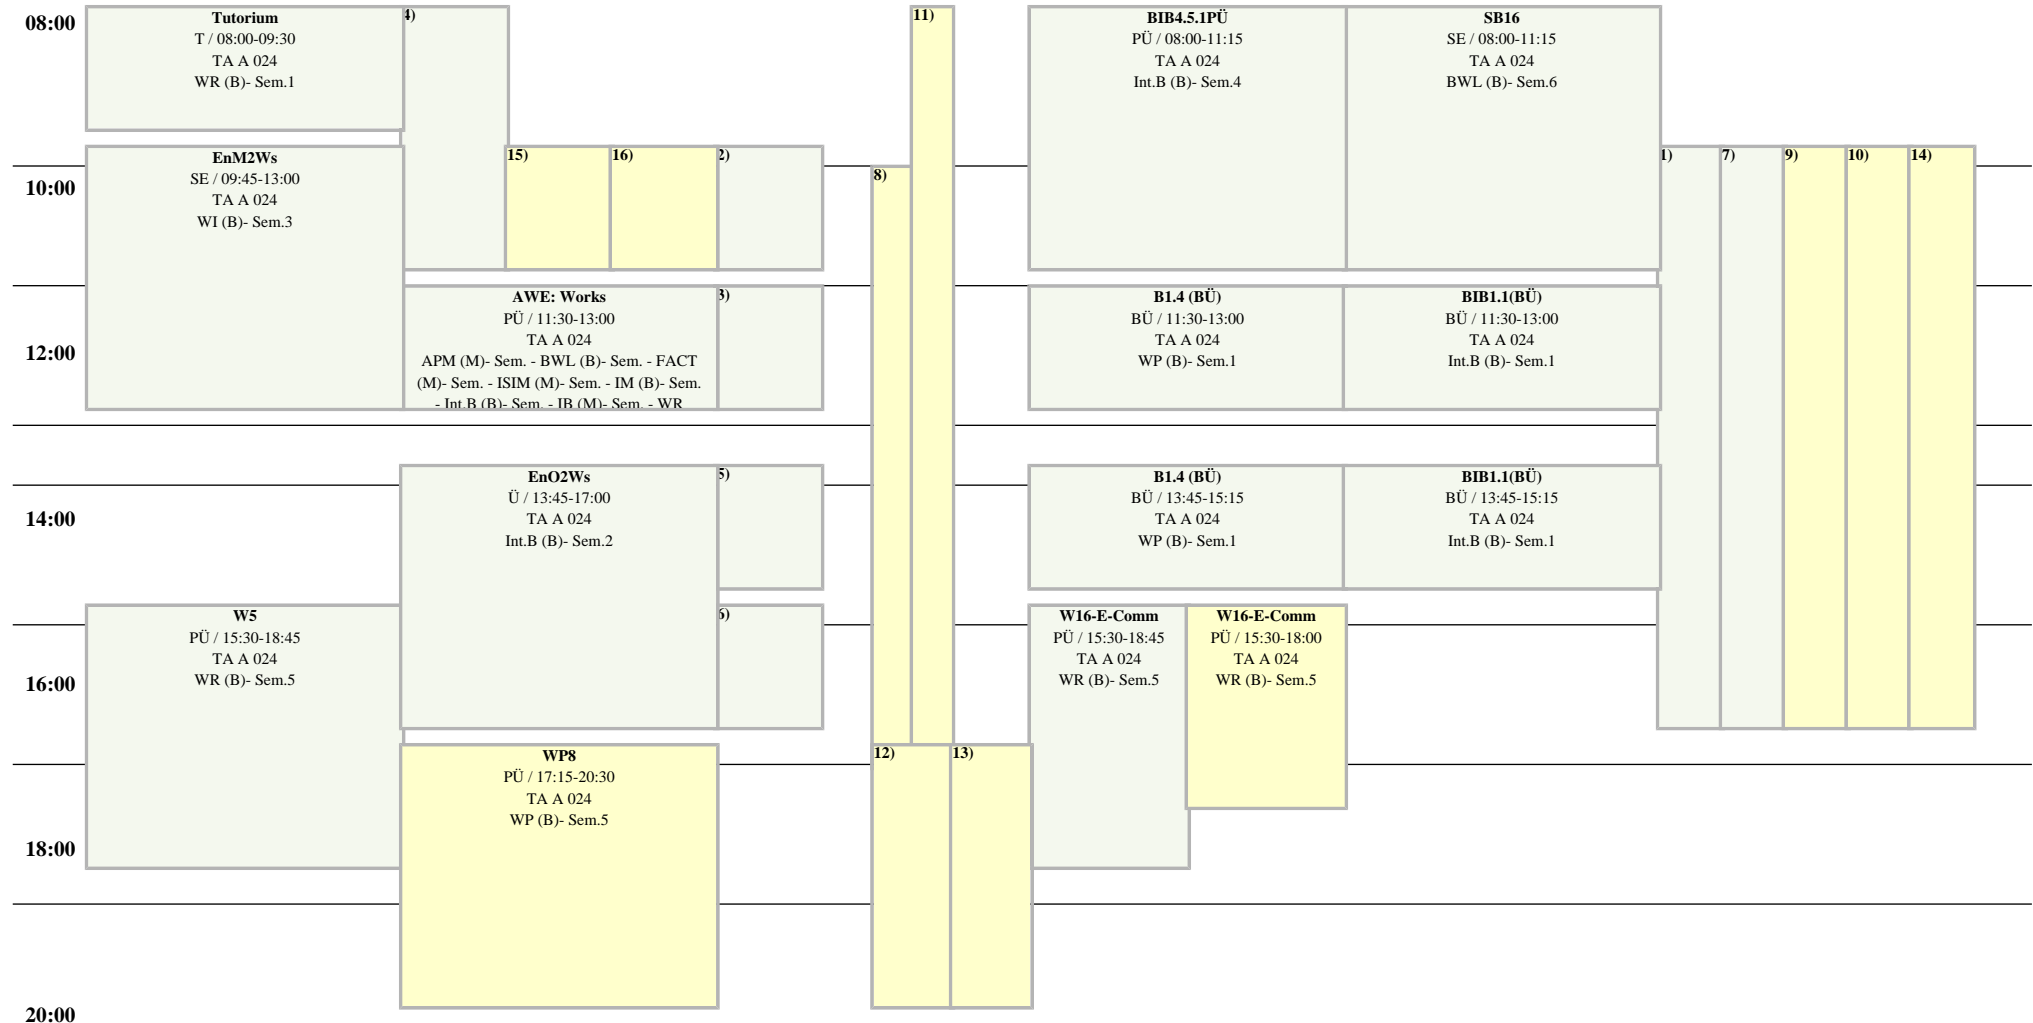 08:00
10:00
12:00
14:00
16:00
18:00
20:00
Tutorium
T / 08:00-09:30
TA A 024
WR (B)- Sem.1
EnM2Ws
SE / 09:45-13:00
TA A 024
WI (B)- Sem.3
W5
PÜ / 15:30-18:45
TA A 024
WR (B)- Sem.5
4)
15)
16)
2)
AWE: Works
PÜ / 11:30-13:00
TA A 024
APM (M)- Sem. - BWL (B)- Sem. - FACT
(M)- Sem. - ISIM (M)- Sem. - IM (B)- Sem.
- Int.B (B)- Sem. - IB (M)- Sem. - WR
3)
EnO2Ws
Ü / 13:45-17:00
TA A 024
Int.B (B)- Sem.2
5)
6)
WP8
PÜ / 17:15-20:30
TA A 024
WP (B)- Sem.5
8)
11)
12)
13)
BIB4.5.1PÜ
PÜ / 08:00-11:15
TA A 024
Int.B (B)- Sem.4
SB16
SE / 08:00-11:15
TA A 024
BWL (B)- Sem.6
B1.4 (BÜ)
BÜ / 11:30-13:00
TA A 024
WP (B)- Sem.1
BIB1.1(BÜ)
BÜ / 11:30-13:00
TA A 024
Int.B (B)- Sem.1
B1.4 (BÜ)
BÜ / 13:45-15:15
TA A 024
WP (B)- Sem.1
BIB1.1(BÜ)
BÜ / 13:45-15:15
TA A 024
Int.B (B)- Sem.1
W16-E-Comm
PÜ / 15:30-18:45
TA A 024
WR (B)- Sem.5
W16-E-Comm
PÜ / 15:30-18:00
TA A 024
WR (B)- Sem.5
1)
7)
9)
10)
14)